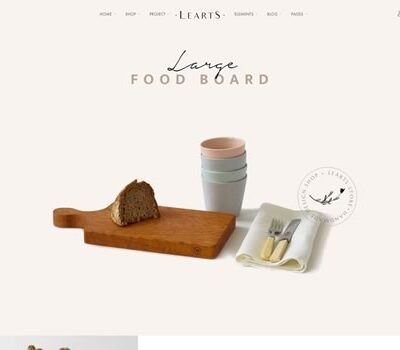 HOME SHOP PROJECT ·LEARTS· ELEMENTS BLOG PAGES
Large
FOOD BOARD
DESIGN SHOP • LEARTS STORE • HANDMADE